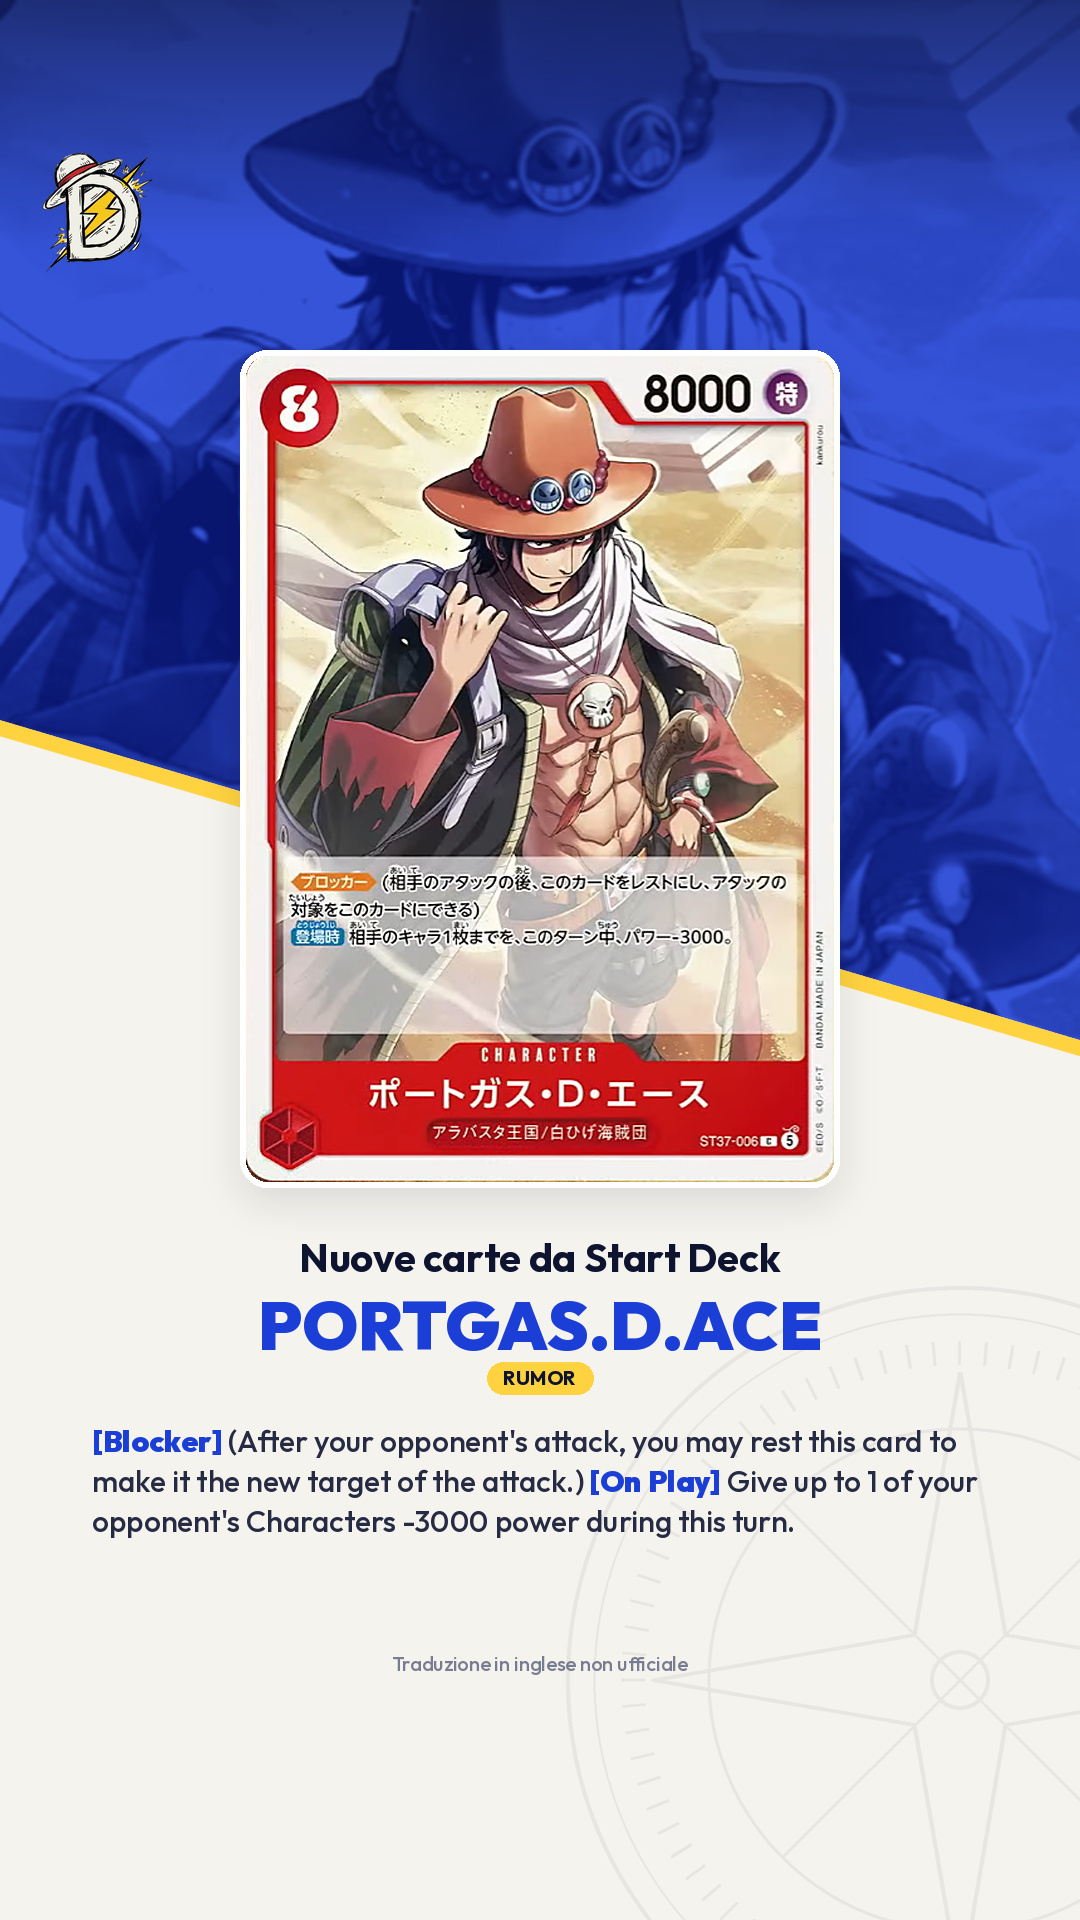 D
8
8000 特
kankurou
ブロッカー (相手のアタックの後、このカードをレストにし、アタックの
対象をこのカードにできる)
登場時 相手のキャラ1枚までを、このターン中、パワー-3000。
CHARACTER
ポートガス・D・エース
アラバスタ王国/白ひげ海賊団
ST37-006 C 5
©EO/S ©O/S・F・T BANDAI MADE IN JAPAN
Nuove carte da Start Deck
PORTGAS.D.ACE
RUMOR
[Blocker] (After your opponent's attack, you may rest this card to
make it the new target of the attack.) [On Play] Give up to 1 of your
opponent's Characters -3000 power during this turn.
Traduzione in inglese non ufficiale